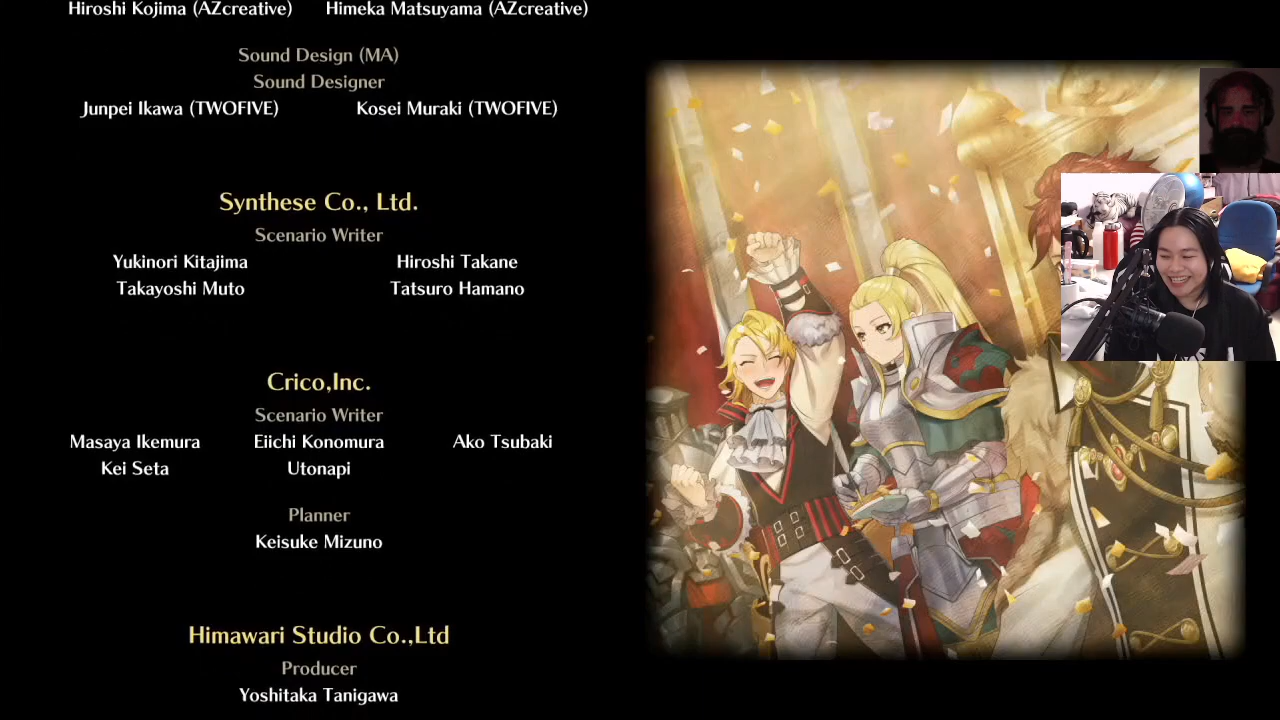 Hiroshi Kojima (AZcreative) Himeka Matsuyama (AZcreative)
Sound Design (MA)
Sound Designer
Junpei Ikawa (TWOFIVE) Kosei Muraki (TWOFIVE)
Synthese Co., Ltd.
Scenario Writer
Yukinori Kitajima Hiroshi Takane
Takayoshi Muto Tatsuro Hamano
Crico,Inc.
Scenario Writer
Masaya Ikemura Eiichi Konomura Ako Tsubaki
Kei Seta Utonapi
Planner
Keisuke Mizuno
Himawari Studio Co.,Ltd
Producer
Yoshitaka Tanigawa